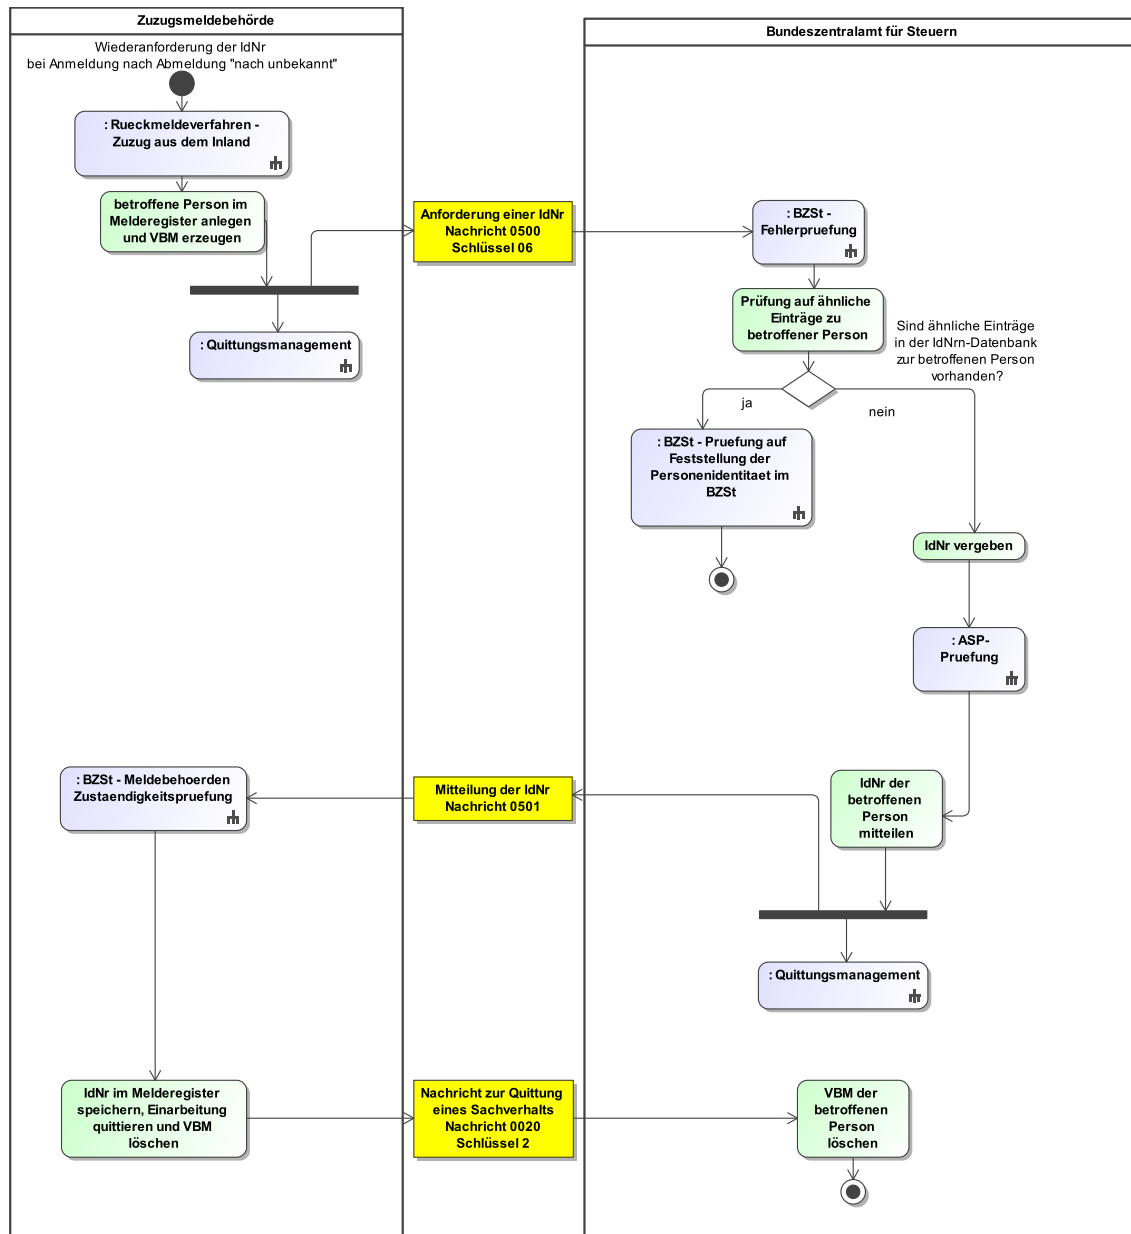 Zuzugsmeldebehörde
Wiederanforderung der IdNr
bei Anmeldung nach Abmeldung "nach unbekannt"
: Rueckmeldeverfahren -
Zuzug aus dem Inland
betroffene Person im
Melderegister anlegen
und VBM erzeugen
: Quittungsmanagement
Anforderung einer IdNr
Nachricht 0500
Schlüssel 06
Bundeszentralamt für Steuern
: BZSt -
Fehlerpruefung
Prüfung auf ähnliche
Einträge zu
betroffener Person
Sind ähnliche Einträge
in der IdNrn-Datenbank
zur betroffenen Person
vorhanden?
ja
nein
: BZSt - Pruefung auf
Feststellung der
Personenidentitaet im
BZSt
IdNr vergeben
: ASP-
Pruefung
IdNr der
betroffenen
Person
mitteilen
Mitteilung der IdNr
Nachricht 0501
: BZSt - Meldebehoerden
Zustaendigkeitspruefung
: Quittungsmanagement
IdNr im Melderegister
speichern, Einarbeitung
quittieren und VBM
löschen
Nachricht zur Quittung
eines Sachverhalts
Nachricht 0020
Schlüssel 2
VBM der
betroffenen
Person
löschen